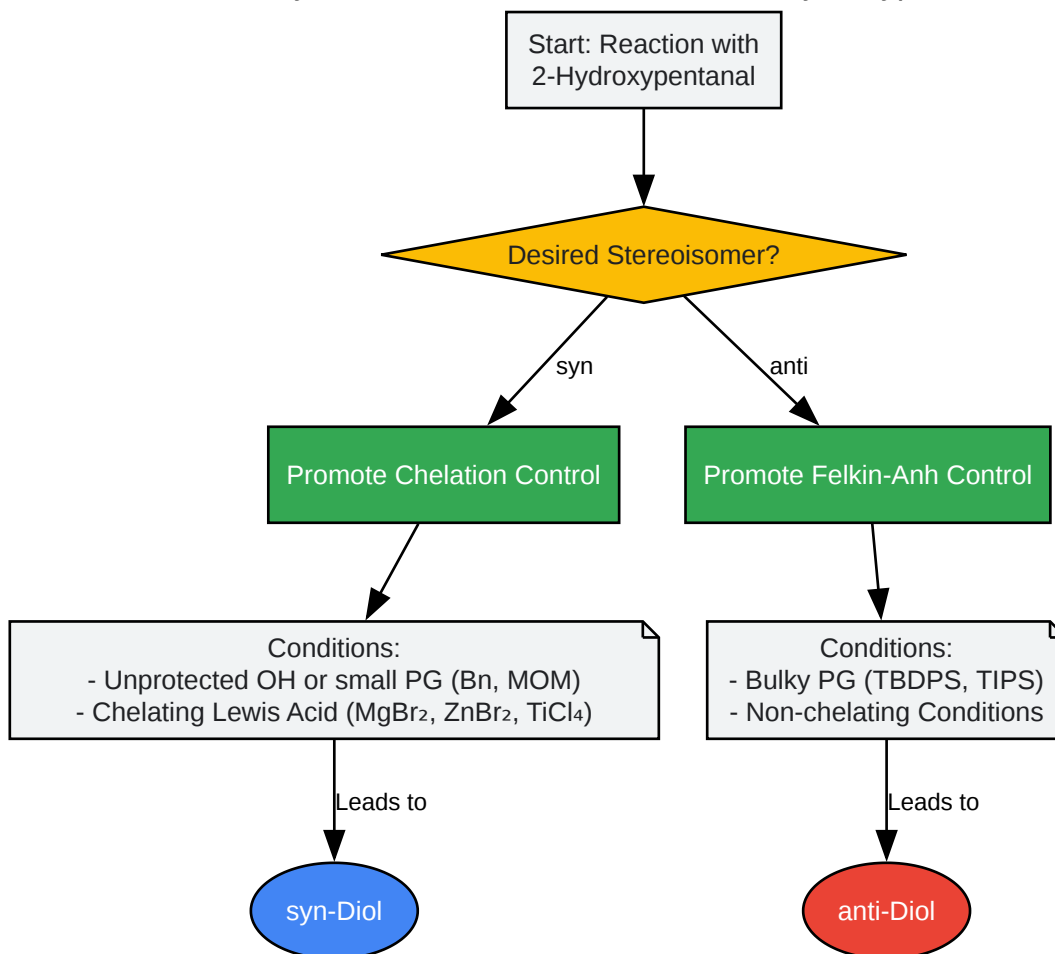 Start: Reaction with
2-Hydroxypentanal
Desired Stereoisomer?
syn
anti
Promote Chelation Control
Promote Felkin-Anh Control
Conditions:
- Unprotected OH or small PG (Bn, MOM)
- Chelating Lewis Acid (MgBr₂, ZnBr₂, TiCl₄)
Conditions:
- Bulky PG (TBDPS, TIPS)
- Non-chelating Conditions
Leads to
Leads to
syn-Diol
anti-Diol